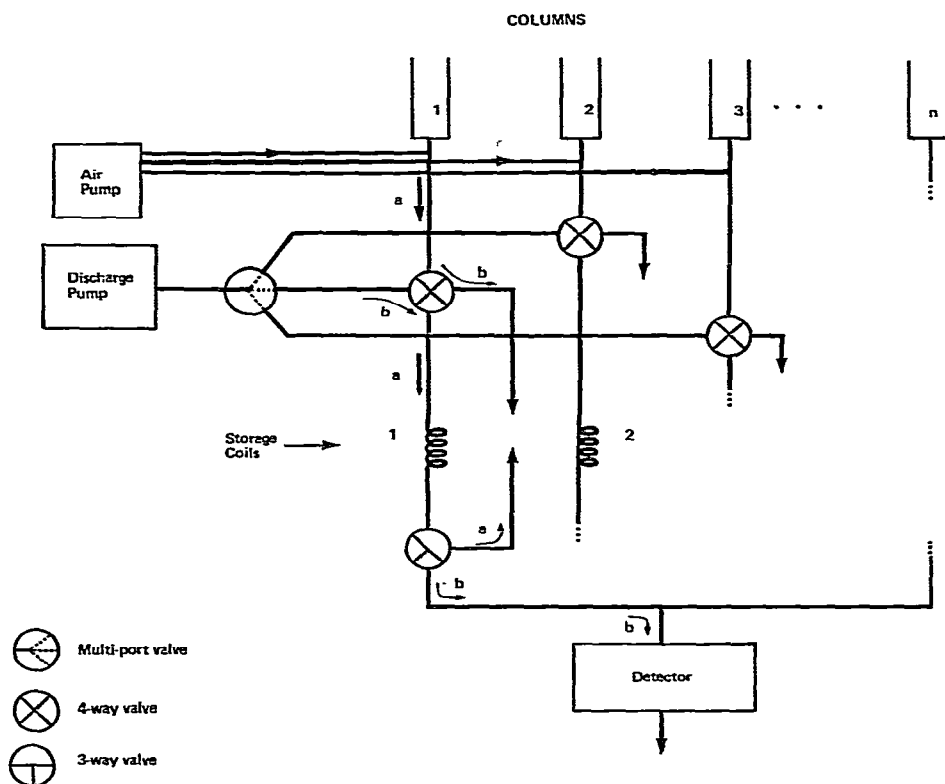 COLUMNS
1
2
3
. . .
n
Air
Pump
a
Discharge
Pump
b
b
a
Storage
Coils
1
2
a
b
b
Detector
Multi-port valve
4-way valve
3-way valve